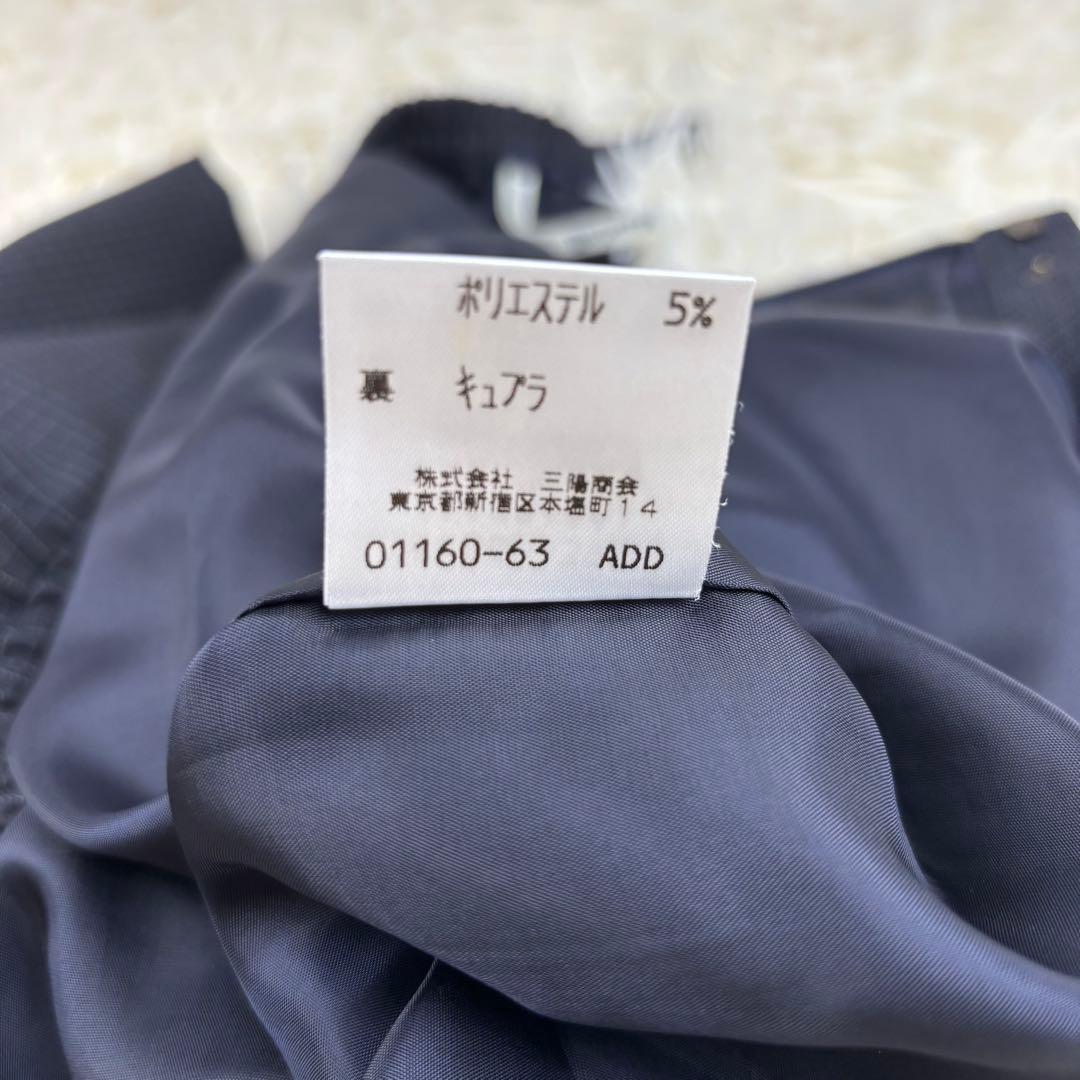 ポリエステル 5%
裏 キュプラ
株式会社 三陽商会
東京都新宿区本塩町14
01160-63 ADD